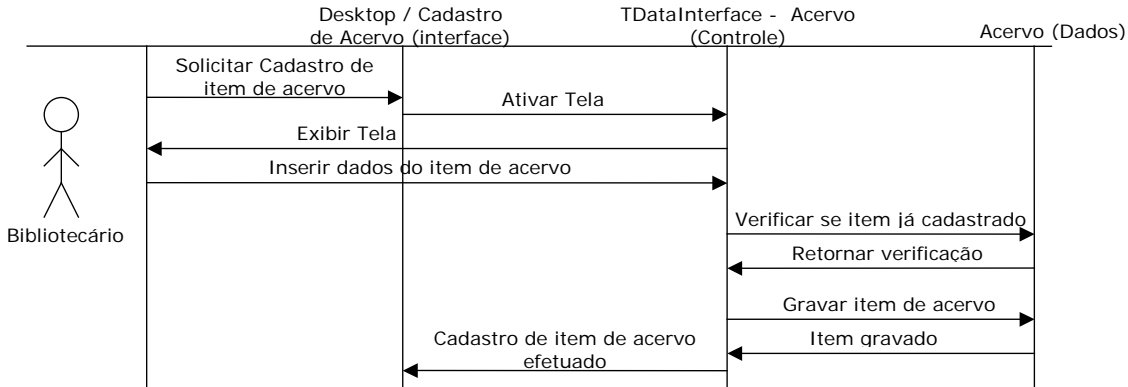 Desktop / Cadastro
de Acervo (interface)
TDataInterface - Acervo
(Controle)
Acervo (Dados)
Solicitar Cadastro de
item de acervo
Ativar Tela
Exibir Tela
Inserir dados do item de acervo
Bibliotecário
Verificar se item já cadastrado
Retornar verificação
Gravar item de acervo
Item gravado
Cadastro de item de acervo
efetuado